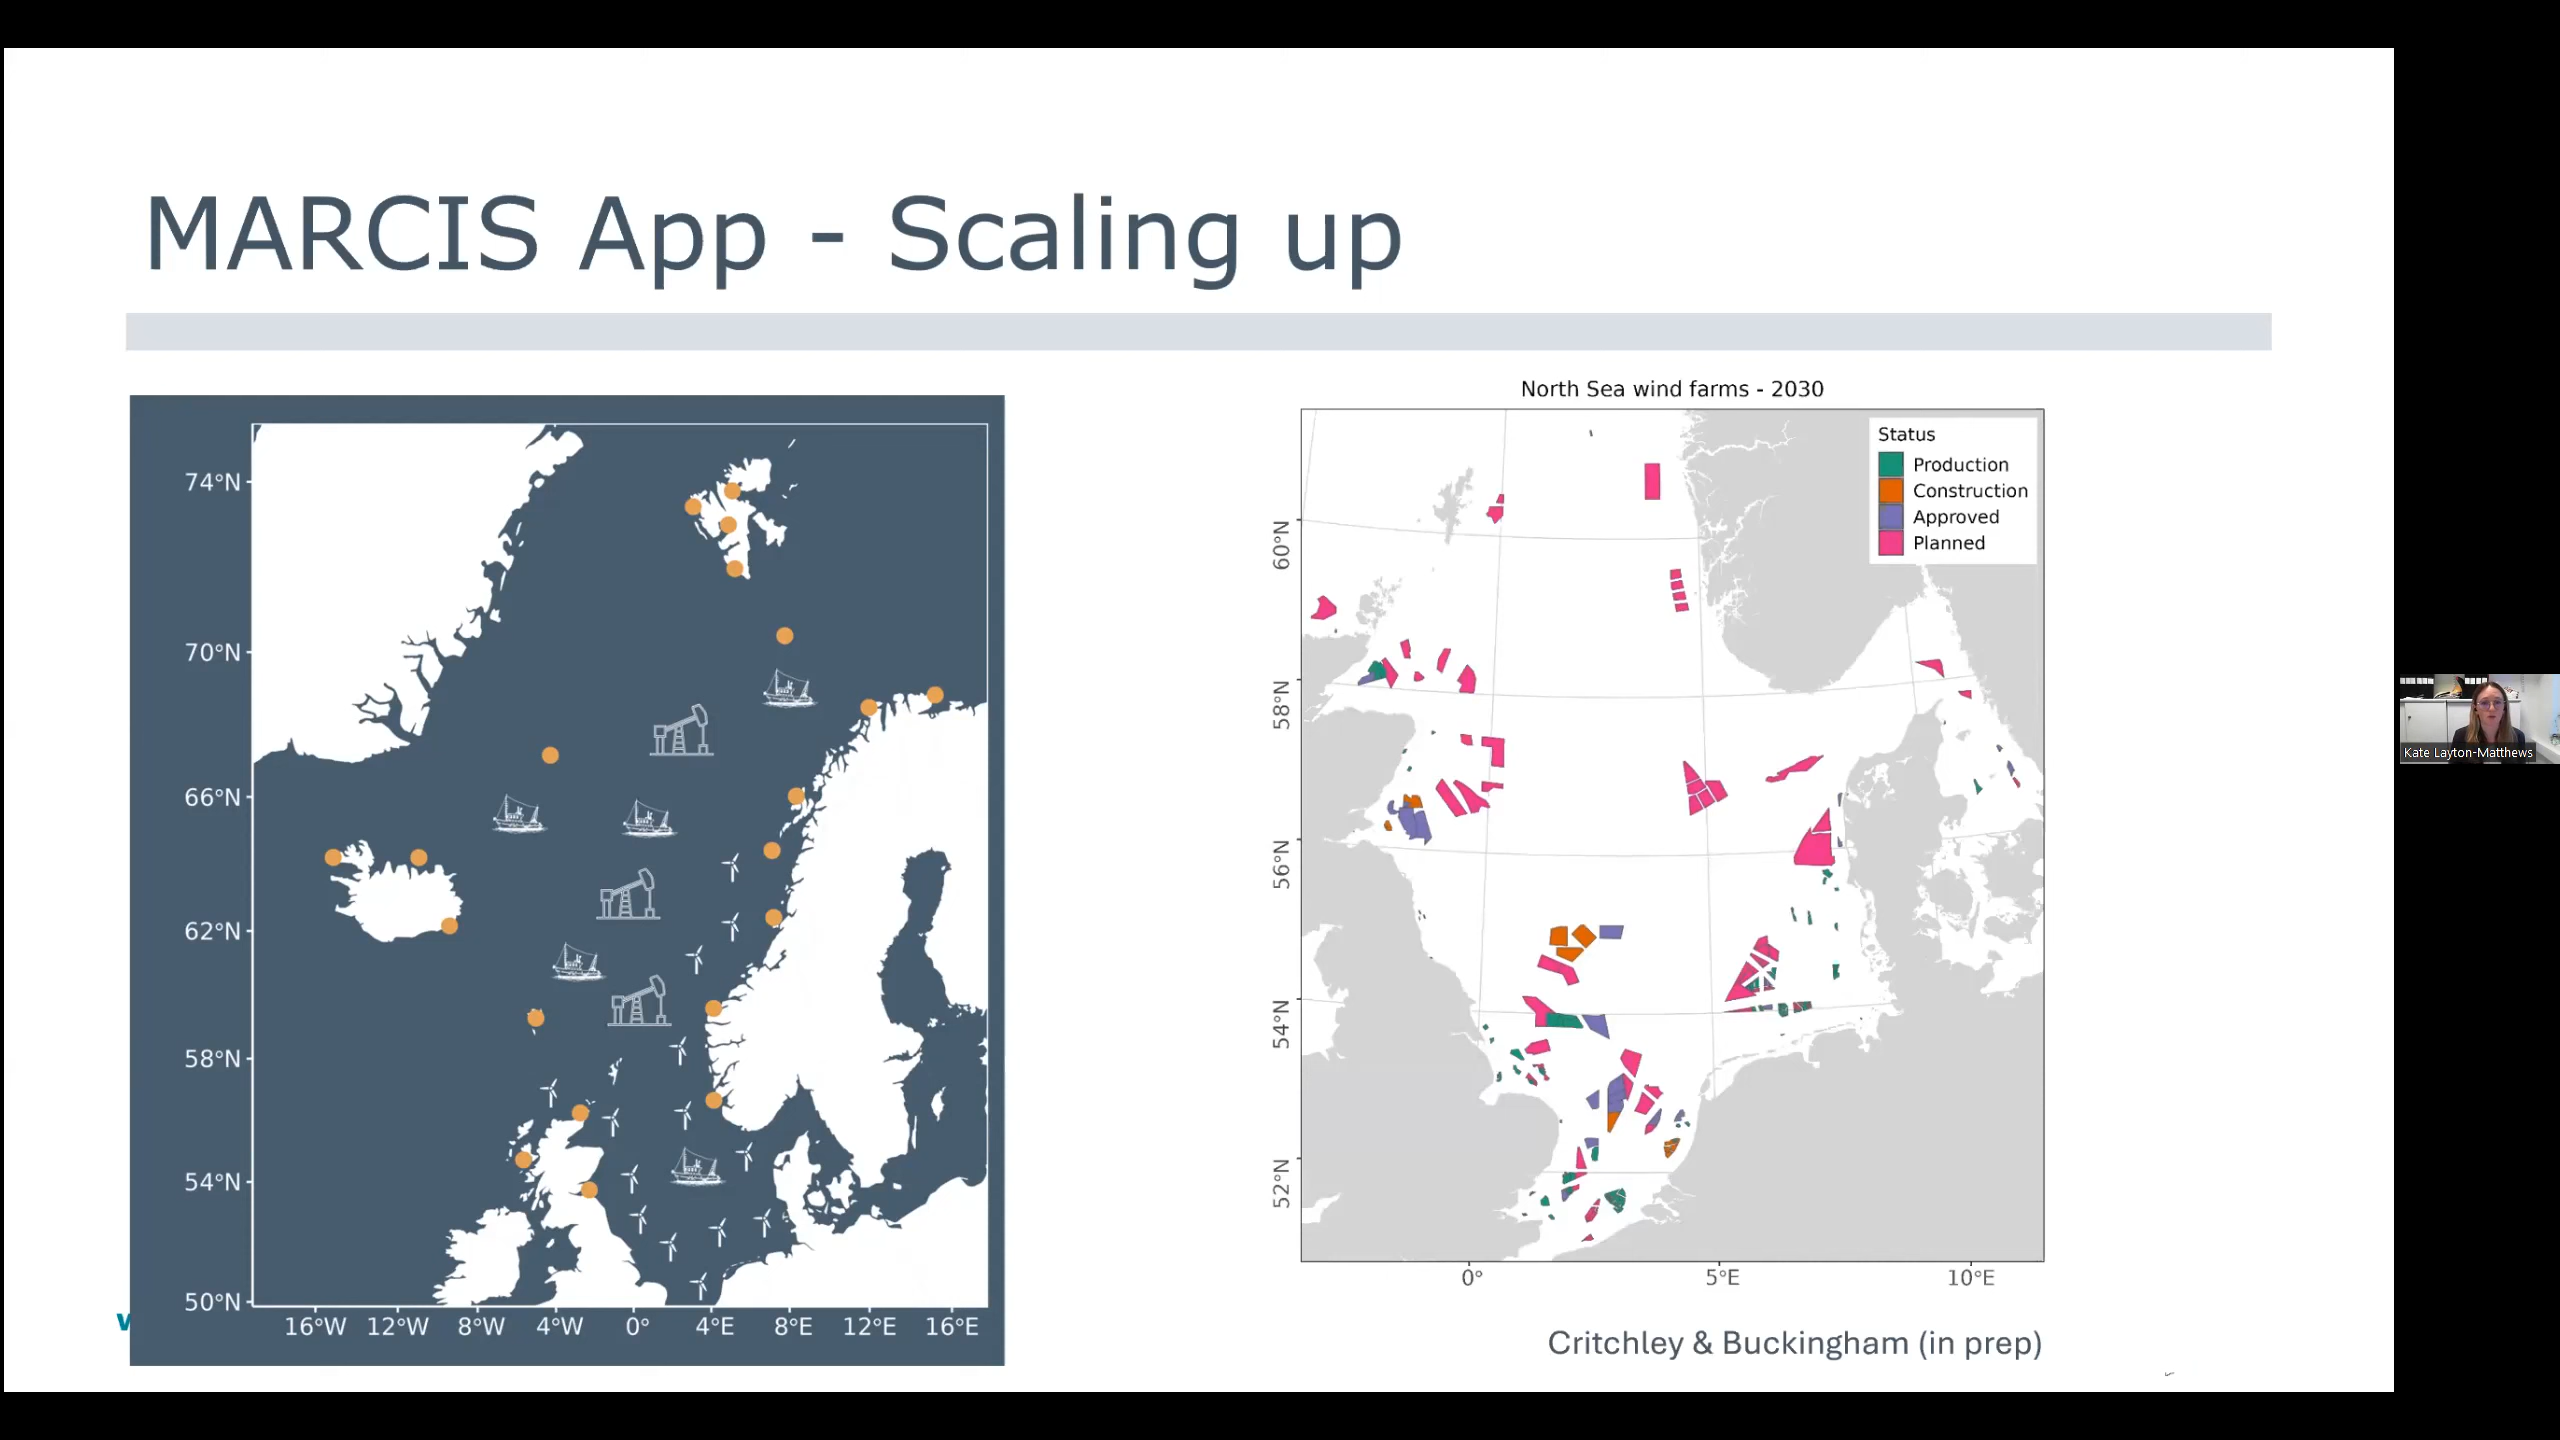 MARCIS App - Scaling up
74°N
70°N
66°N
62°N
58°N
54°N
50°N
16°W 12°W 8°W 4°W 0° 4°E 8°E 12°E 16°E
North Sea wind farms - 2030
Status
Production
Construction
Approved
Planned
60°N
58°N
56°N
54°N
52°N
0° 5°E 10°E
Critchley & Buckingham (in prep)
Kate Layton-Matthews